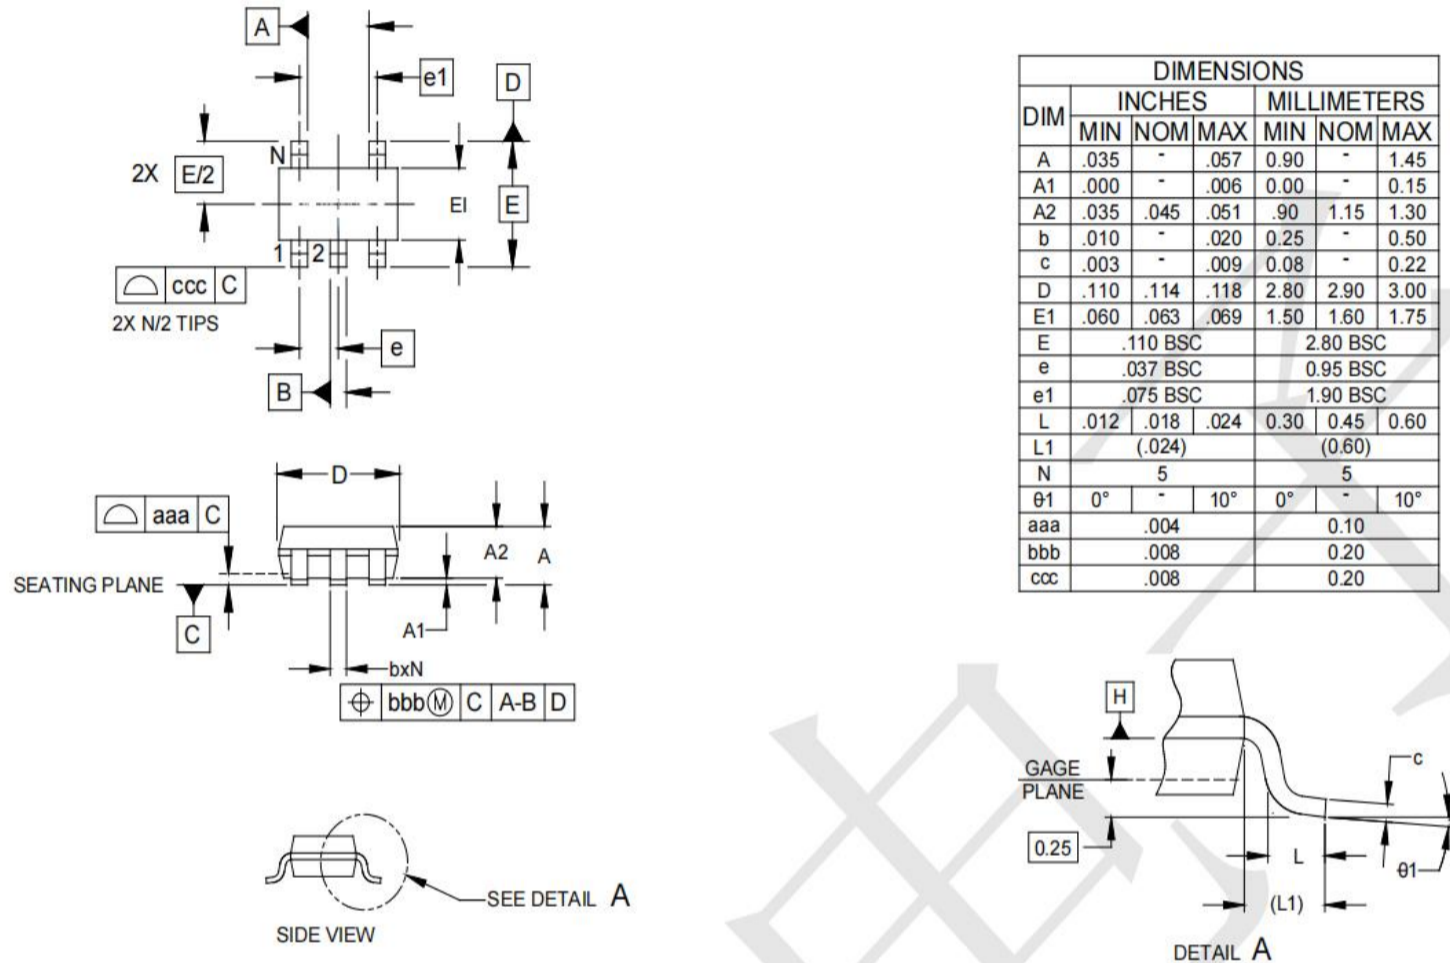 A
e1
D
N
2X E/2
EI
E
1 2
ccc C
2X N/2 TIPS
e
B
D
aaa C
A2 A
SEATING PLANE
C
A1
bxN
bbbⓂ C A-B D
SEE DETAIL A
SIDE VIEW
DIMENSIONS
DIM INCHES MILLIMETERS
MIN NOM MAX MIN NOM MAX
A .035 - .057 0.90 - 1.45
A1 .000 - .006 0.00 - 0.15
A2 .035 .045 .051 .90 1.15 1.30
b .010 - .020 0.25 - 0.50
c .003 - .009 0.08 - 0.22
D .110 .114 .118 2.80 2.90 3.00
E1 .060 .063 .069 1.50 1.60 1.75
E .110 BSC 2.80 BSC
e .037 BSC 0.95 BSC
e1 .075 BSC 1.90 BSC
L .012 .018 .024 0.30 0.45 0.60
L1 (.024) (0.60)
N 5 5
θ1 0° - 10° 0° - 10°
aaa .004 0.10
bbb .008 0.20
ccc .008 0.20
H
GAGE
PLANE
c
0.25
L
θ1
(L1)
DETAIL A